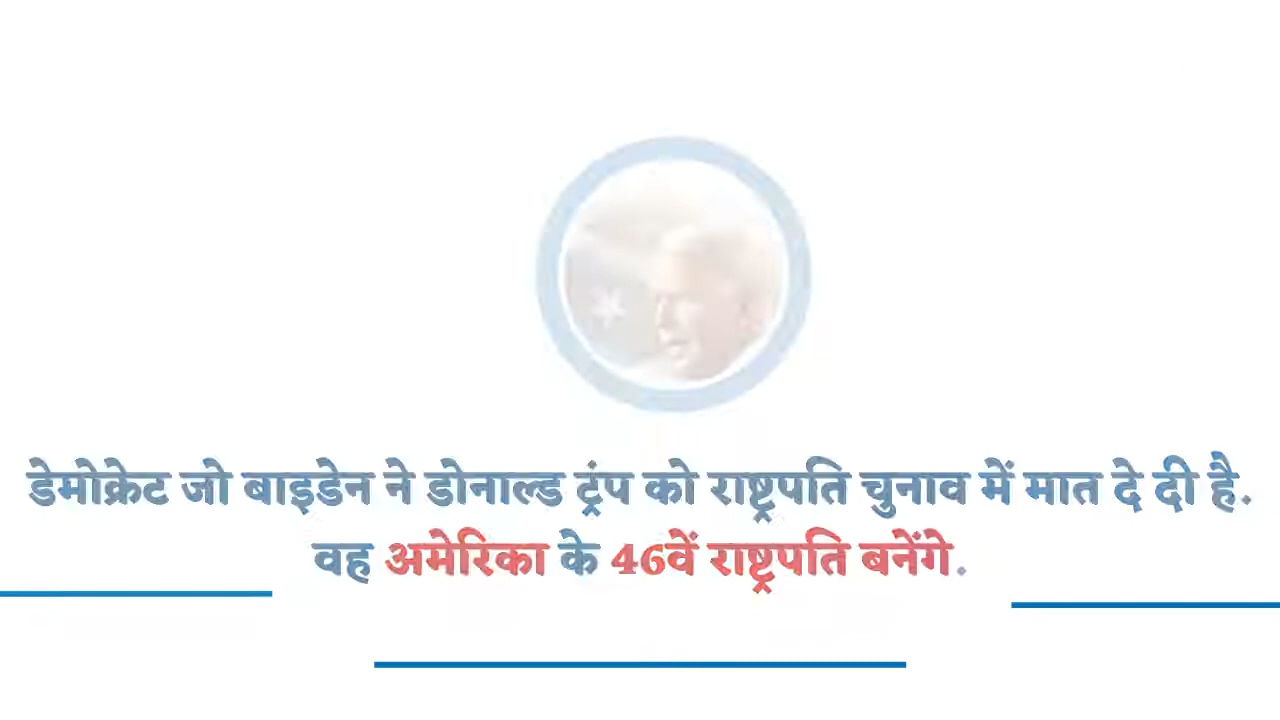 डेमोक्रेट जो बाइडेन ने डोनाल्ड ट्रंप को राष्ट्रपति चुनाव में मात दे दी है.
वह अमेरिका के 46वें राष्ट्रपति बनेंगे.